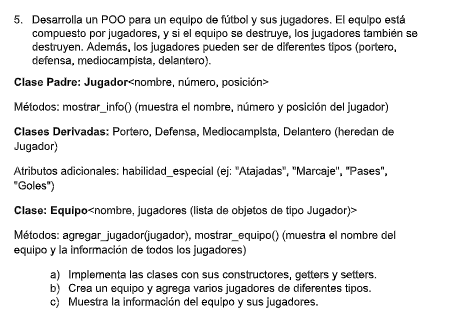 5. Desarrolla un POO para un equipo de fútbol y sus jugadores. El equipo está
compuesto por jugadores, y si el equipo se destruye, los jugadores también se
destruyen. Además, los jugadores pueden ser de diferentes tipos (portero,
defensa, mediocampista, delantero).
Clase Padre: Jugador<nombre, número, posición>
Métodos: mostrar_info() (muestra el nombre, número y posición del jugador)
Clases Derivadas: Portero, Defensa, Mediocampista, Delantero (heredan de
Jugador)
Atributos adicionales: habilidad_especial (ej: "Atajadas", "Marcaje", "Pases",
"Goles")
Clase: Equipo<nombre, jugadores (lista de objetos de tipo Jugador)>
Métodos: agregar_jugador(jugador), mostrar_equipo() (muestra el nombre del
equipo y la información de todos los jugadores)
a) Implementa las clases con sus constructores, getters y setters.
b) Crea un equipo y agrega varios jugadores de diferentes tipos.
c) Muestra la información del equipo y sus jugadores.